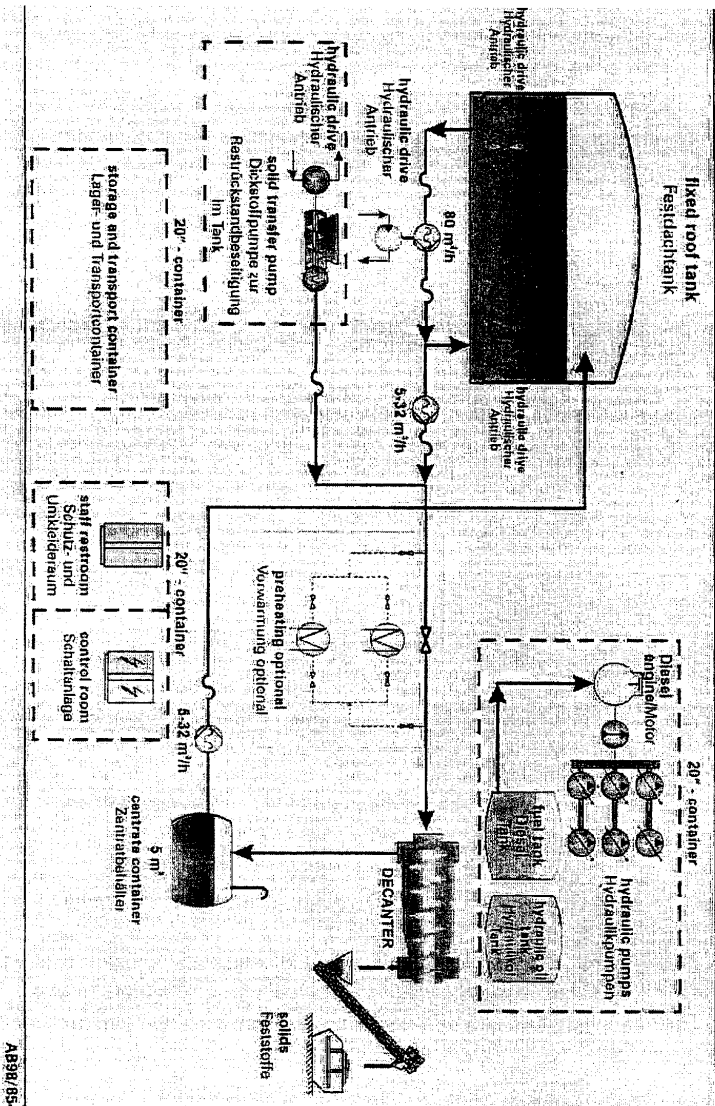 fixed roof tank
Festdachtank
hydraulic drive
Hydraulischer
Antrieb
hydraulic drive
Hydraulischer
Antrieb
hydraulic drive
Hydraulischer
Antrieb
80 m³/h
5-32 m³/h
hydraulic drive
Hydraulischer
Antrieb
solid transfer pump
Dickstoffpumpe zur
Restrückstandbeseitigung
Im Tank
20" - container
storage and transport container
Lager- und Transportcontainer
20" - container
Diesel
engine/Motor
hydraulic pumps
Hydraulikpumpen
fuel tank
Diesel
Tank
hydraulic oil
tank
Hydrauliköl
Tank
preheating optional
Vorwärmung optional
DECANTER
20" - container
staff restroom
Schutz- und
Umkleideraum
control room
Schaltanlage
5-32 m³/h
5 m³
centrate container
Zentratbehälter
solids
Feststoffe
AB98/85